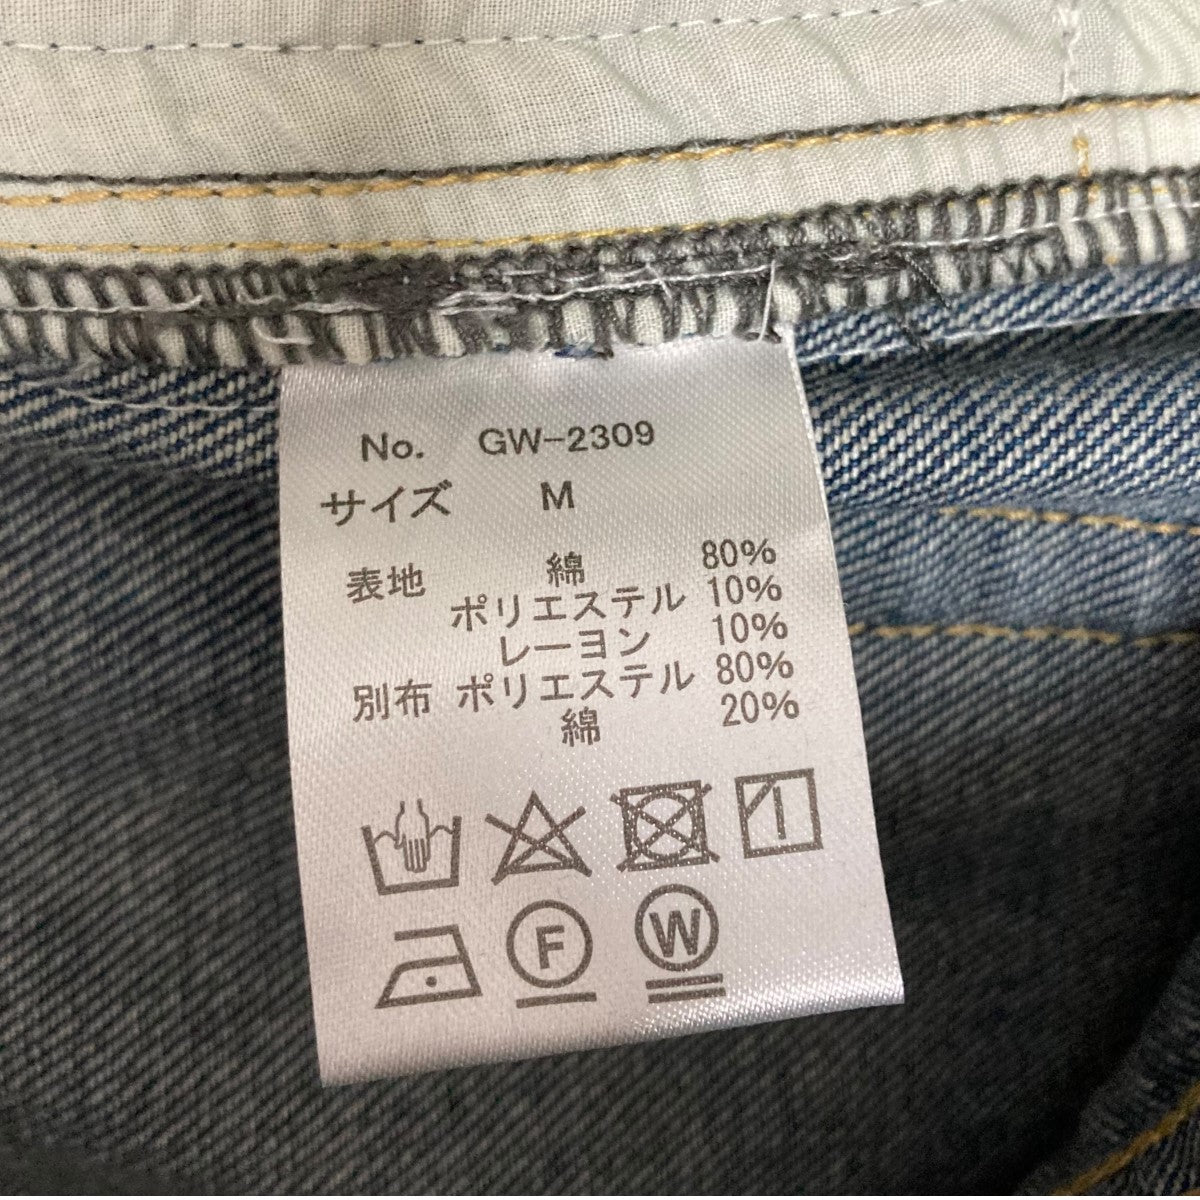 No. GW-2309
サイズ M
表地 綿 80%
ポリエステル 10%
レーヨン 10%
別布 ポリエステル 80%
綿 20%
F W